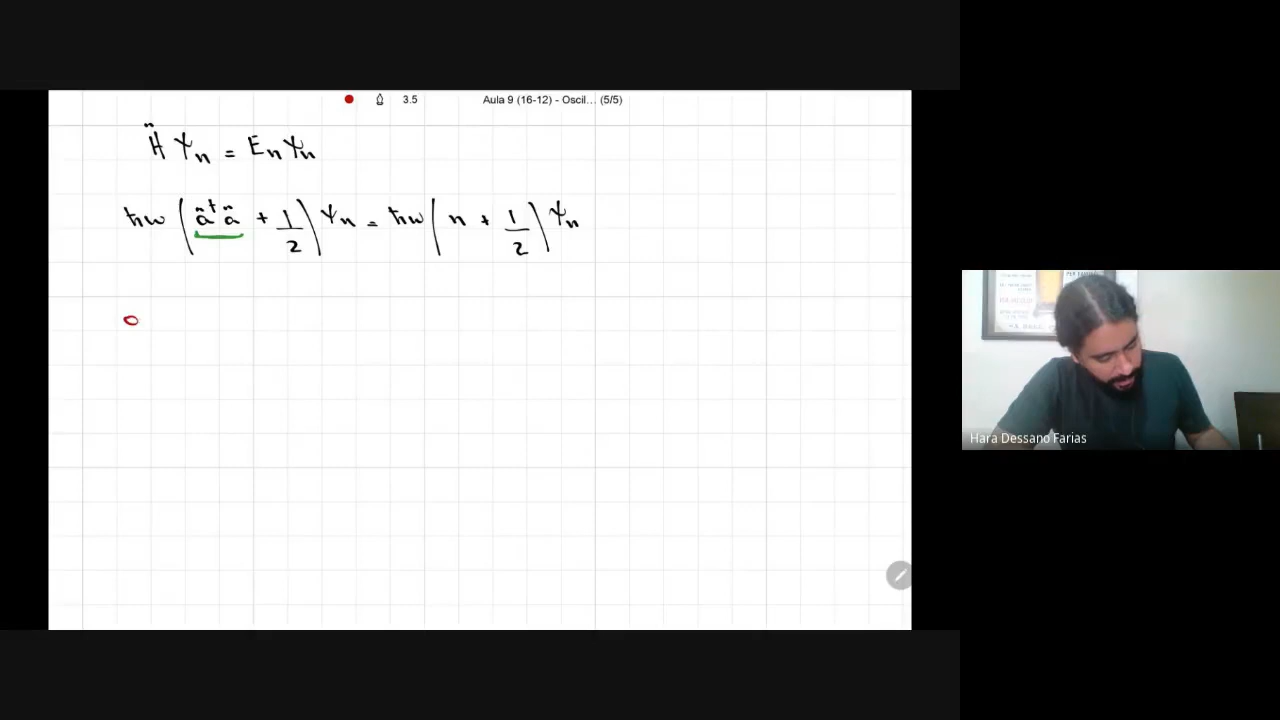 3.5 Aula 9 (16-12) - Oscil... (5/5)
Ĥ Ψn = En Ψn
ħω (â†â + 1/2) Ψn = ħω (n + 1/2) Ψn
Hara Dessano Farias